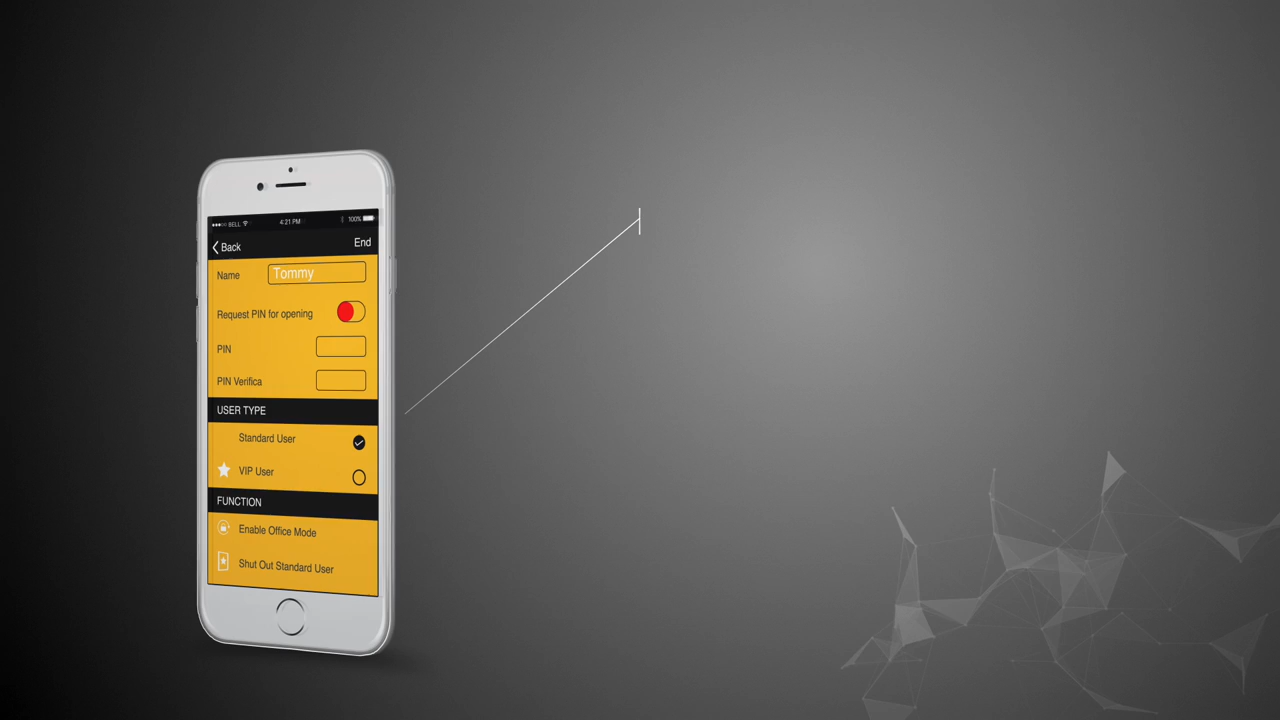 BELL 4:21 PM 100%
Back End
Name Tommy
Request PIN for opening
PIN
PIN Verifica
USER TYPE
Standard User
VIP User
FUNCTION
Enable Office Mode
Shut Out Standard User